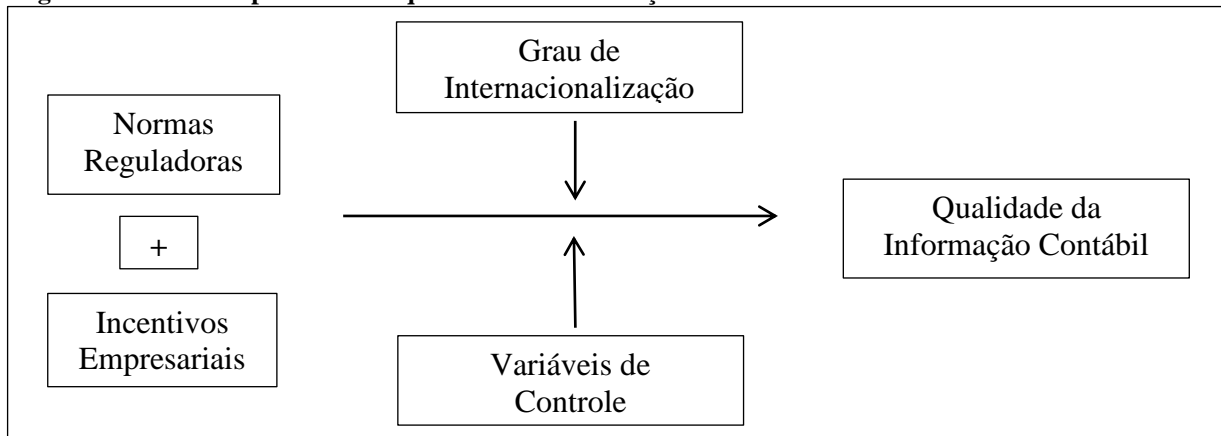 Grau de
Internacionalização
Normas
Reguladoras
+
Incentivos
Empresariais
Qualidade da
Informação Contábil
Variáveis de
Controle